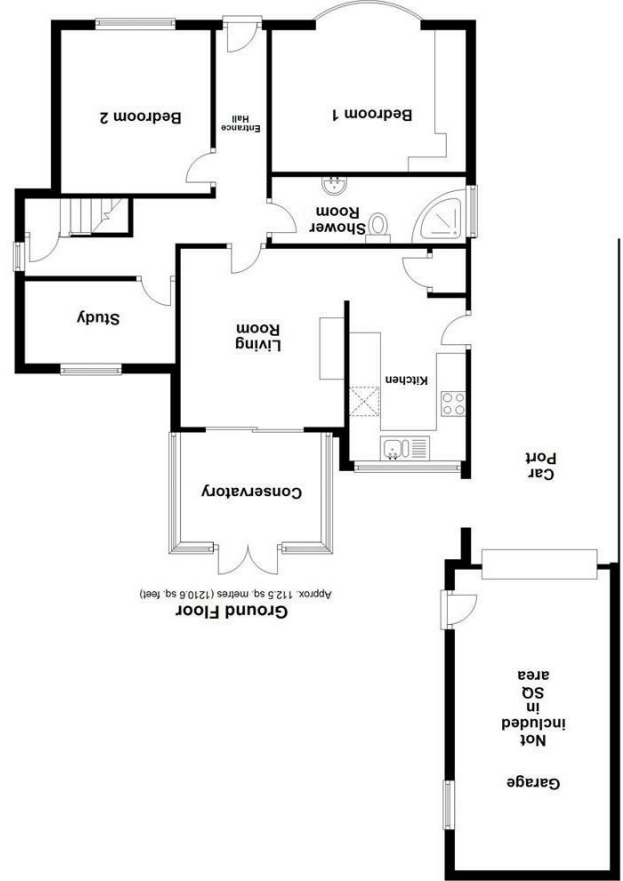 Garage
Not
included
in
SQ
area
Ground Floor
Approx. 112.5 sq. metres (1210.6 sq. feet)
Conservatory
Car
Port
Kitchen
Living
Room
Study
Shower
Room
Bedroom 1
Entrance
Hall
Bedroom 2